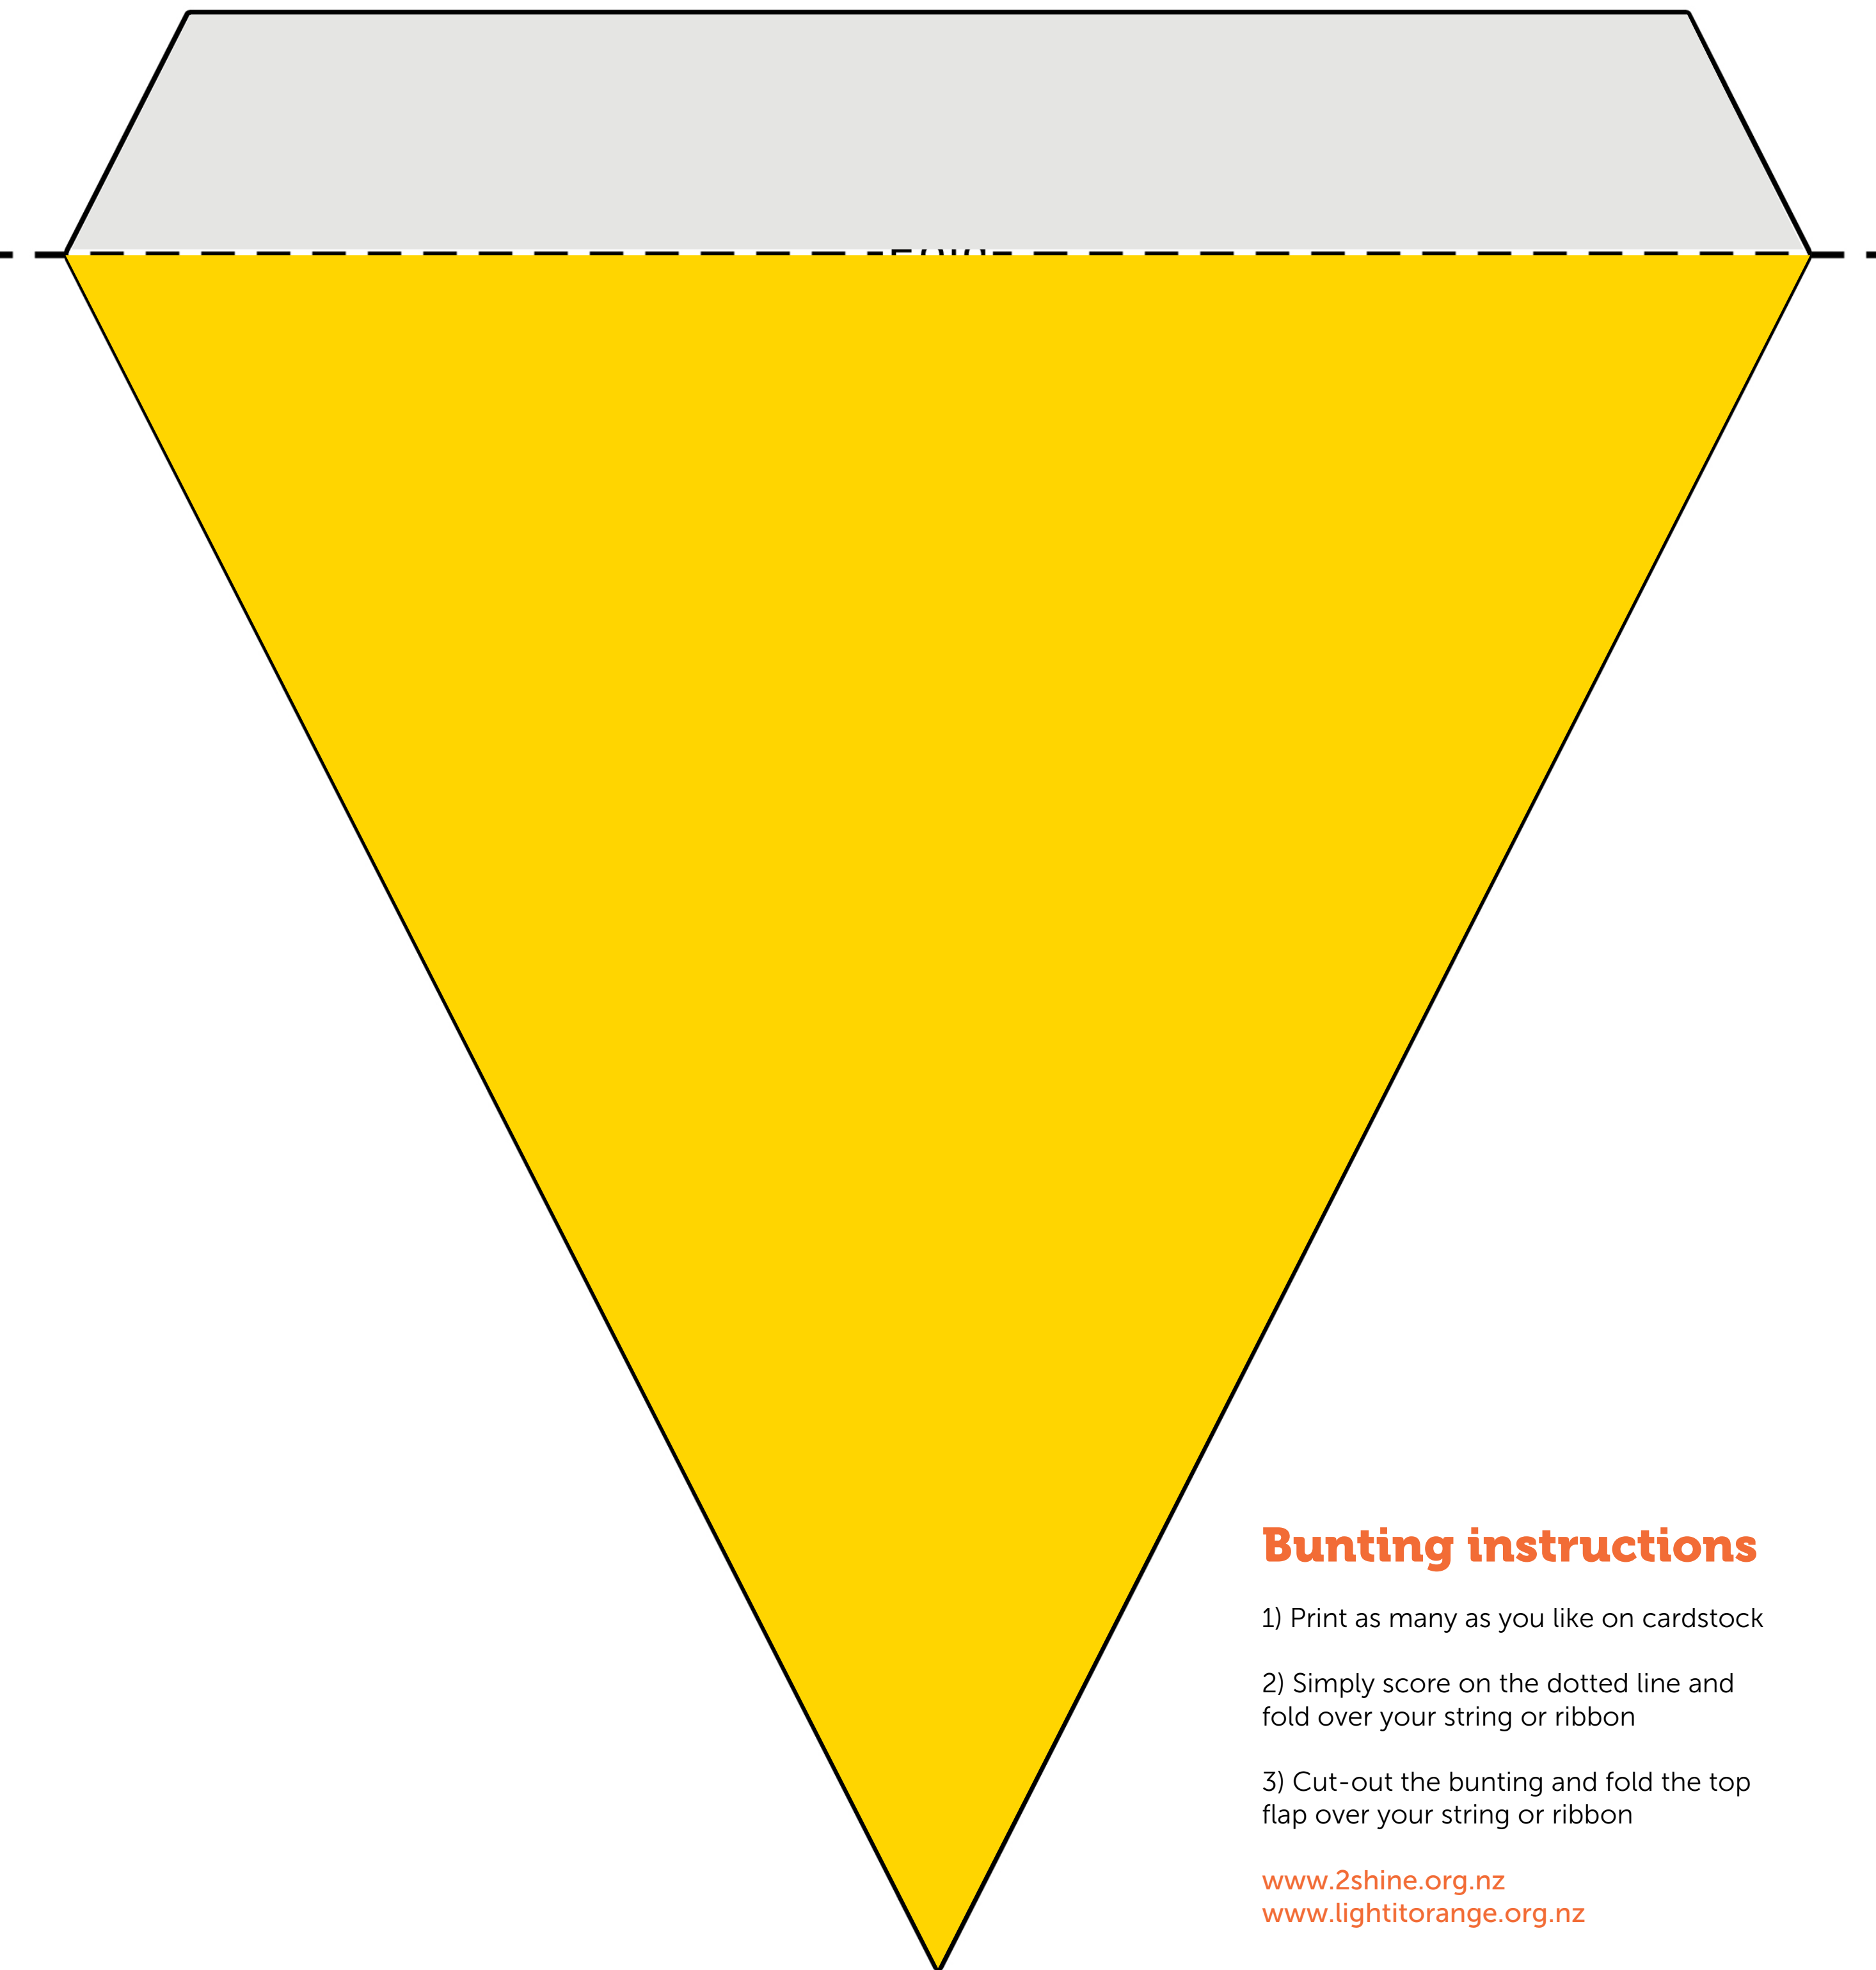 Bunting instructions
1) Print as many as you like on cardstock
2) Simply score on the dotted line and
fold over your string or ribbon
3) Cut-out the bunting and fold the top
flap over your string or ribbon
www.2shine.org.nz
www.lightitorange.org.nz